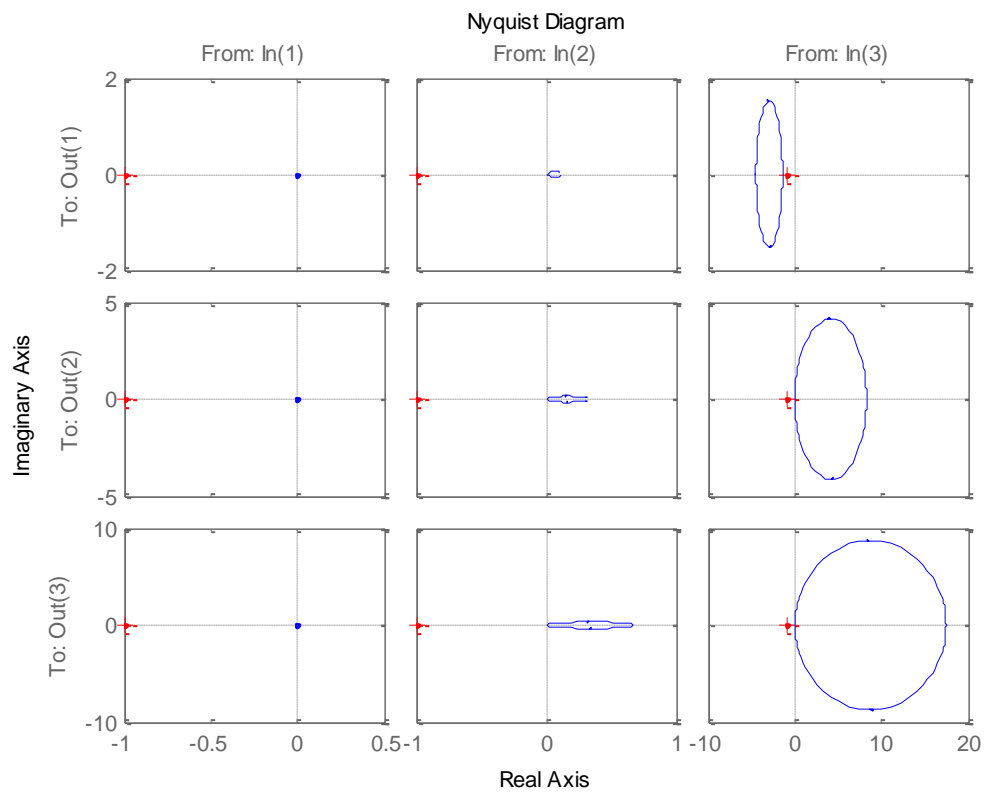 Nyquist Diagram
From: In(1) From: In(2) From: In(3)
To: Out(1)
2
0
-2
To: Out(2)
5
0
-5
To: Out(3)
10
0
-10
Imaginary Axis
-1 -0.5 0 0.5 -1 0 1 -10 0 10 20
Real Axis